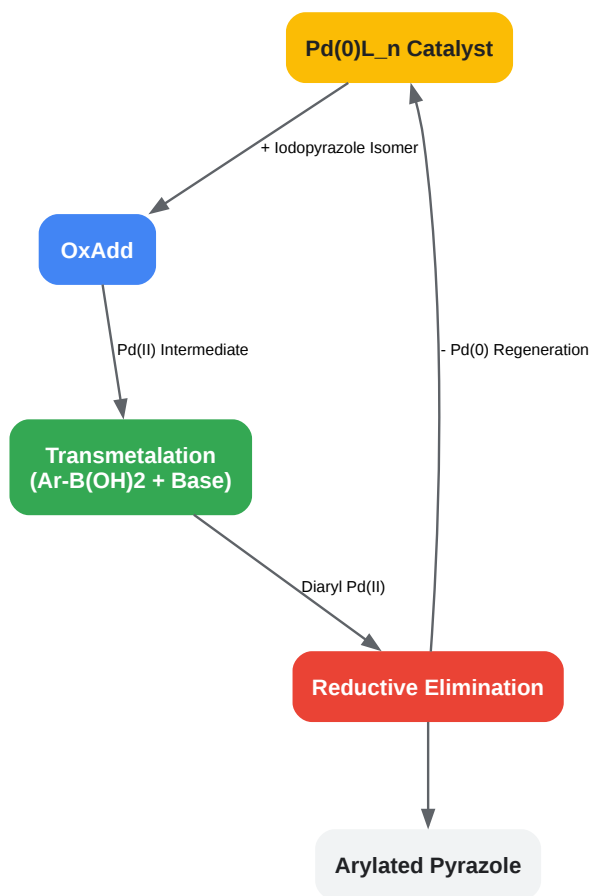 Pd(0)L_n Catalyst
+ Iodopyrazole Isomer
OxAdd
Pd(II) Intermediate
- Pd(0) Regeneration
Transmetalation
(Ar-B(OH)2 + Base)
Diaryl Pd(II)
Reductive Elimination
Arylated Pyrazole